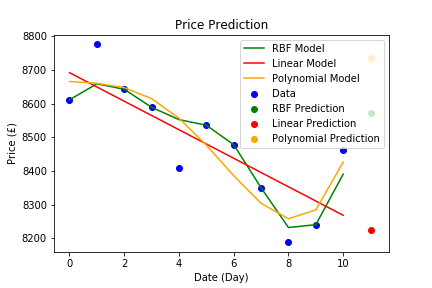 Price Prediction
RBF Model
Linear Model
Polynomial Model
Data
RBF Prediction
Linear Prediction
Polynomial Prediction
8800
8700
8600
8500
8400
8300
8200
Price (£)
0 2 4 6 8 10
Date (Day)